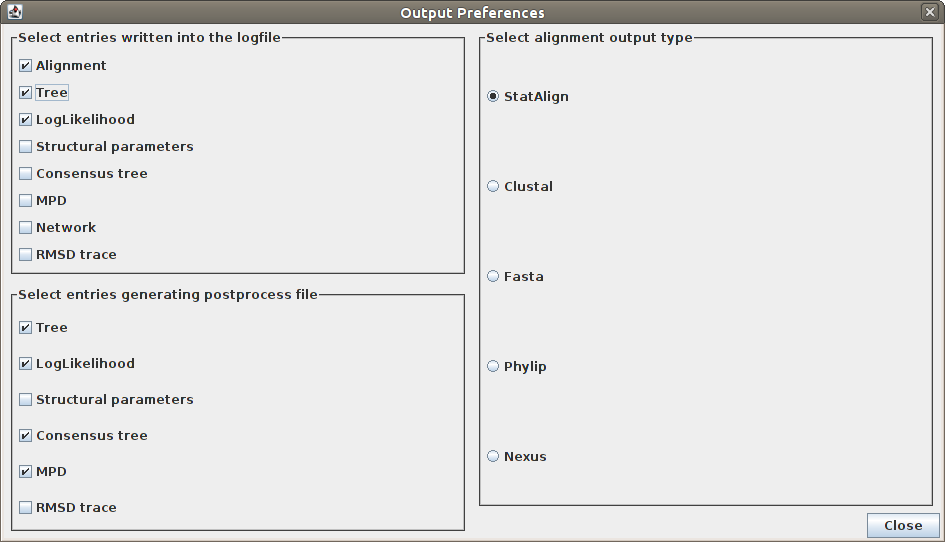 Output Preferences
Select entries written into the logfile
Alignment
Tree
LogLikelihood
Structural parameters
Consensus tree
MPD
Network
RMSD trace
Select entries generating postprocess file
Tree
LogLikelihood
Structural parameters
Consensus tree
MPD
RMSD trace
Select alignment output type
StatAlign
Clustal
Fasta
Phylip
Nexus
Close